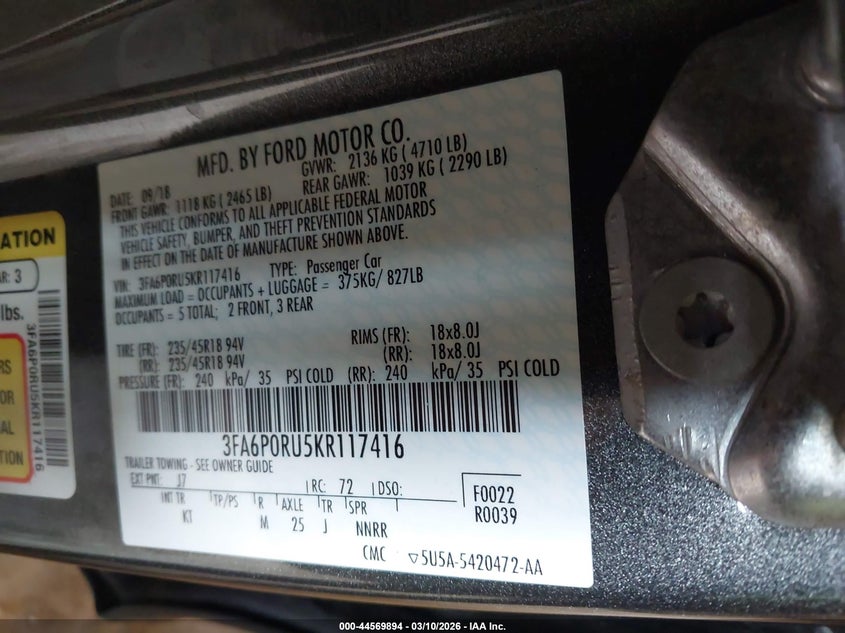 MFD. BY FORD MOTOR CO.
DATE: 09/18 GVWR: 2136 KG ( 4710 LB)
FRONT GAWR: 1118 KG ( 2465 LB) REAR GAWR: 1039 KG ( 2290 LB)
THIS VEHICLE CONFORMS TO ALL APPLICABLE FEDERAL MOTOR
VEHICLE SAFETY, BUMPER, AND THEFT PREVENTION STANDARDS
IN EFFECT ON THE DATE OF MANUFACTURE SHOWN ABOVE.
VIN: 3FA6P0RU5KR117416 TYPE: Passenger Car
MAXIMUM LOAD = OCCUPANTS + LUGGAGE = 375KG/ 827LB
OCCUPANTS = 5 TOTAL; 2 FRONT, 3 REAR
TIRE (FR): 235/45R18 94V RIMS (FR): 18x8.0J
(RR): 235/45R18 94V (RR): 18x8.0J
PRESSURE (FR): 240 kPa/ 35 PSI COLD (RR): 240 kPa/ 35 PSI COLD
3FA6P0RU5KR117416
TRAILER TOWING - SEE OWNER GUIDE
EXT PNT: J7 RC: 72 DSO:
INT TR TP/PS R AXLE TR SPR
KT M 25 J NNRR
F0022
R0039
CMC ▽5U5A-5420472-AA
ATION
AR: 3
lbs.
RS
OR
AL
S
3FA6P0RU5KR117416
000-44569894 — 03/10/2026 - IAA Inc.